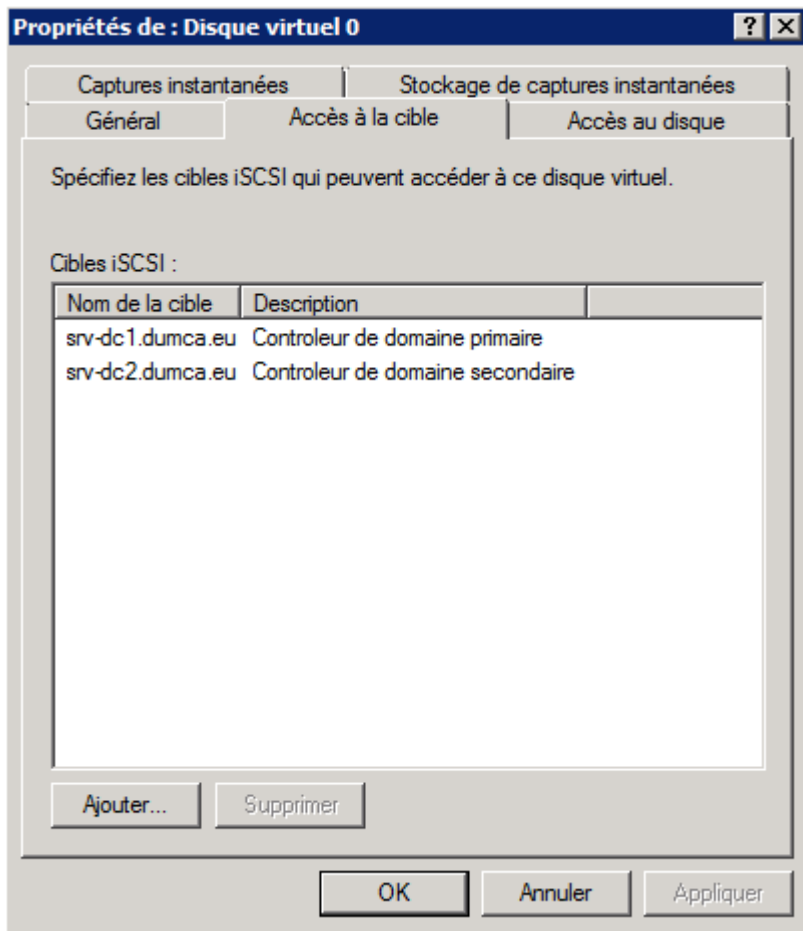 Propriétés de : Disque virtuel 0
Captures instantanées Stockage de captures instantanées
Général Accès à la cible Accès au disque
Spécifiez les cibles iSCSI qui peuvent accéder à ce disque virtuel.
Cibles iSCSI :
Nom de la cible Description
srv-dc1.dumca.eu Controleur de domaine primaire
srv-dc2.dumca.eu Controleur de domaine secondaire
Ajouter... Supprimer
OK Annuler Appliquer